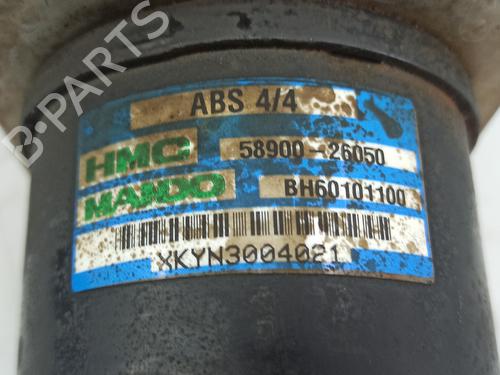 ABS 4/4
HMC 58900-26050
MANDO BH60101100
XKYN3004021
B-Parts